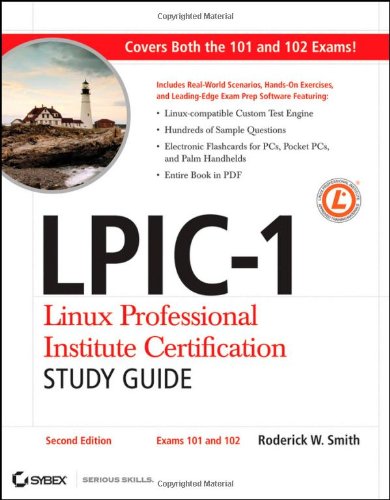 Copyrighted Material
Covers Both the 101 and 102 Exams!
Includes Real-World Scenarios, Hands-On Exercises,
and Leading-Edge Exam Prep Software Featuring:
• Linux-compatible Custom Test Engine
• Hundreds of Sample Questions
• Electronic Flashcards for PCs, Pocket PCs,
and Palm Handhelds
• Entire Book in PDF
LPIC-1
Linux Professional
Institute Certification
STUDY GUIDE
Second Edition
Exams 101 and 102
Roderick W. Smith
SYBEX
SERIOUS SKILLS.
Copyrighted Material